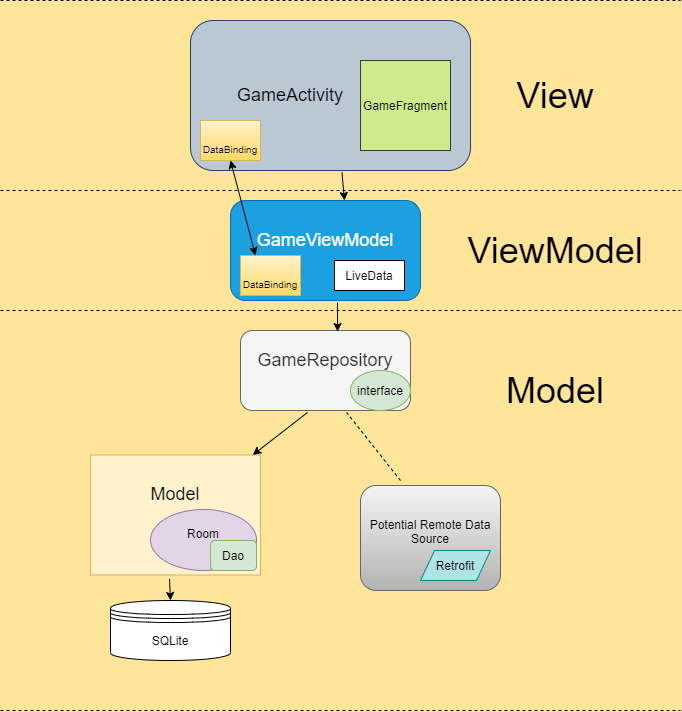 GameActivity
GameFragment
View
DataBinding
GameViewModel
ViewModel
DataBinding
LiveData
GameRepository
interface
Model
Model
Room
Dao
Potential Remote Data
Source
Retrofit
SQLite